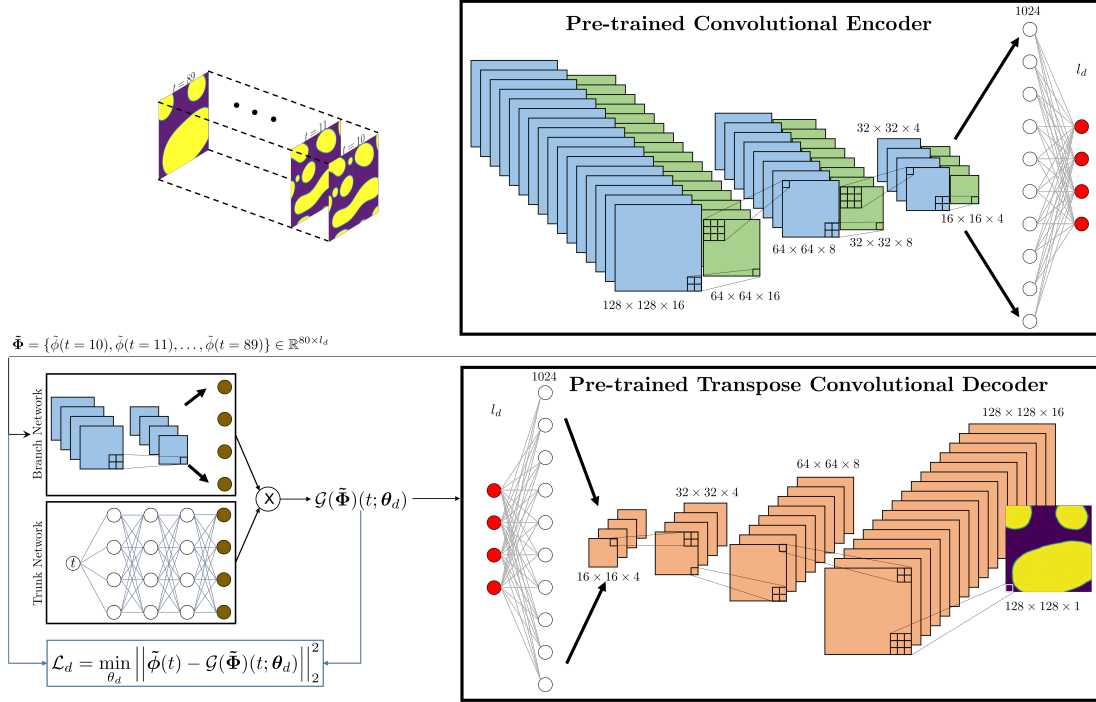 t = 89
t = 11
t = 10
Pre-trained Convolutional Encoder
1024
l_d
128 × 128 × 16
64 × 64 × 16
64 × 64 × 8
32 × 32 × 8
32 × 32 × 4
16 × 16 × 4
Φ̃ = {φ̃(t = 10), φ̃(t = 11), . . . , φ̃(t = 89)} ∈ ℝ^{80×l_d}
Branch Network
Trunk Network
t
X
𝒢(Φ̃)(t; θ_d)
ℒ_d = min_{θ_d} ||φ̃(t) − 𝒢(Φ̃)(t; θ_d)||_2^2
Pre-trained Transpose Convolutional Decoder
1024
l_d
16 × 16 × 4
32 × 32 × 4
64 × 64 × 8
128 × 128 × 16
128 × 128 × 1